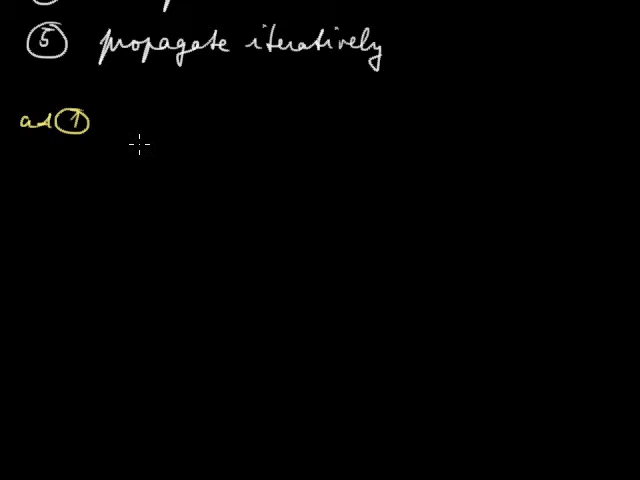 ⑤ propagate iteratively
ad ①